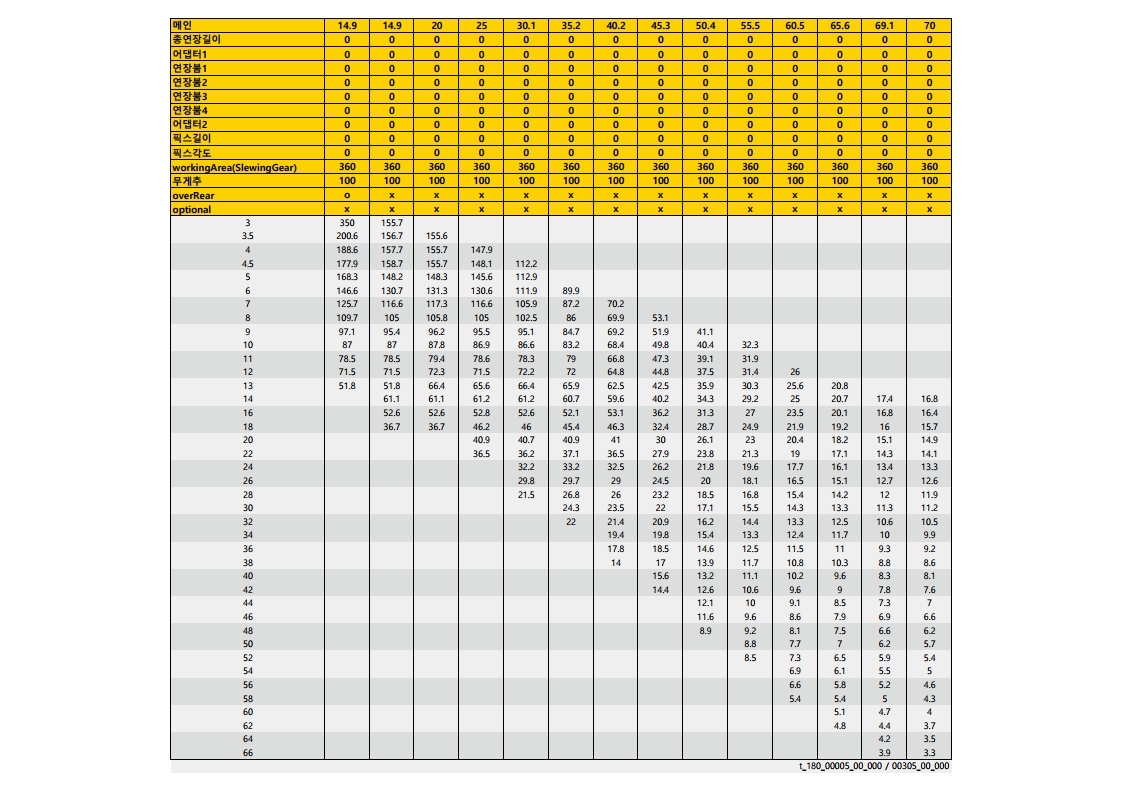 메인 14.9 14.9 20 25 30.1 35.2 40.2 45.3 50.4 55.5 60.5 65.6 69.1 70
총연장길이 0 0 0 0 0 0 0 0 0 0 0 0 0 0
어댑터1 0 0 0 0 0 0 0 0 0 0 0 0 0 0
연장붐1 0 0 0 0 0 0 0 0 0 0 0 0 0 0
연장붐2 0 0 0 0 0 0 0 0 0 0 0 0 0 0
연장붐3 0 0 0 0 0 0 0 0 0 0 0 0 0 0
연장붐4 0 0 0 0 0 0 0 0 0 0 0 0 0 0
어댑터2 0 0 0 0 0 0 0 0 0 0 0 0 0 0
픽스길이 0 0 0 0 0 0 0 0 0 0 0 0 0 0
픽스각도 0 0 0 0 0 0 0 0 0 0 0 0 0 0
workingArea(SlewingGear) 360 360 360 360 360 360 360 360 360 360 360 360 360 360
무게추 100 100 100 100 100 100 100 100 100 100 100 100 100 100
overRear o x x x x x x x x x x x x x
optional x x x x x x x x x x x x x x
3 350 155.7
3.5 200.6 156.7 155.6
4 188.6 157.7 155.7 147.9
4.5 177.9 158.7 155.7 148.1 112.2
5 168.3 148.2 148.3 145.6 112.9
6 146.6 130.7 131.3 130.6 111.9 89.9
7 125.7 116.6 117.3 116.6 105.9 87.2 70.2
8 109.7 105 105.8 105 102.5 86 69.9 53.1
9 97.1 95.4 96.2 95.5 95.1 84.7 69.2 51.9 41.1
10 87 87 87.8 86.9 86.6 83.2 68.4 49.8 40.4 32.3
11 78.5 78.5 79.4 78.6 78.3 79 66.8 47.3 39.1 31.9
12 71.5 71.5 72.3 71.5 72.2 72 64.8 44.8 37.5 31.4 26
13 51.8 51.8 66.4 65.6 66.4 65.9 62.5 42.5 35.9 30.3 25.6 20.8
14 61.1 61.1 61.2 61.2 60.7 59.6 40.2 34.3 29.2 25 20.7 17.4 16.8
16 52.6 52.6 52.8 52.6 52.1 53.1 36.2 31.3 27 23.5 20.1 16.8 16.4
18 36.7 36.7 46.2 46 45.4 46.3 32.4 28.7 24.9 21.9 19.2 16 15.7
20 40.9 40.7 40.9 41 30 26.1 23 20.4 18.2 15.1 14.9
22 36.5 36.2 37.1 36.5 27.9 23.8 21.3 19 17.1 14.3 14.1
24 32.2 33.2 32.5 26.2 21.8 19.6 17.7 16.1 13.4 13.3
26 29.8 29.7 29 24.5 20 18.1 16.5 15.1 12.7 12.6
28 21.5 26.8 26 23.2 18.5 16.8 15.4 14.2 12 11.9
30 24.3 23.5 22 17.1 15.5 14.3 13.3 11.3 11.2
32 22 21.4 20.9 16.2 14.4 13.3 12.5 10.6 10.5
34 19.4 19.8 15.4 13.3 12.4 11.7 10 9.9
36 17.8 18.5 14.6 12.5 11.5 11 9.3 9.2
38 14 17 13.9 11.7 10.8 10.3 8.8 8.6
40 15.6 13.2 11.1 10.2 9.6 8.3 8.1
42 14.4 12.6 10.6 9.6 9 7.8 7.6
44 12.1 10 9.1 8.5 7.3 7
46 11.6 9.6 8.6 7.9 6.9 6.6
48 8.9 9.2 8.1 7.5 6.6 6.2
50 8.8 7.7 7 6.2 5.7
52 8.5 7.3 6.5 5.9 5.4
54 6.9 6.1 5.5 5
56 6.6 5.8 5.2 4.6
58 5.4 5.4 5 4.3
60 5.1 4.7 4
62 4.8 4.4 3.7
64 4.2 3.5
66 3.9 3.3
t_180_00005_00_000 / 00305_00_000